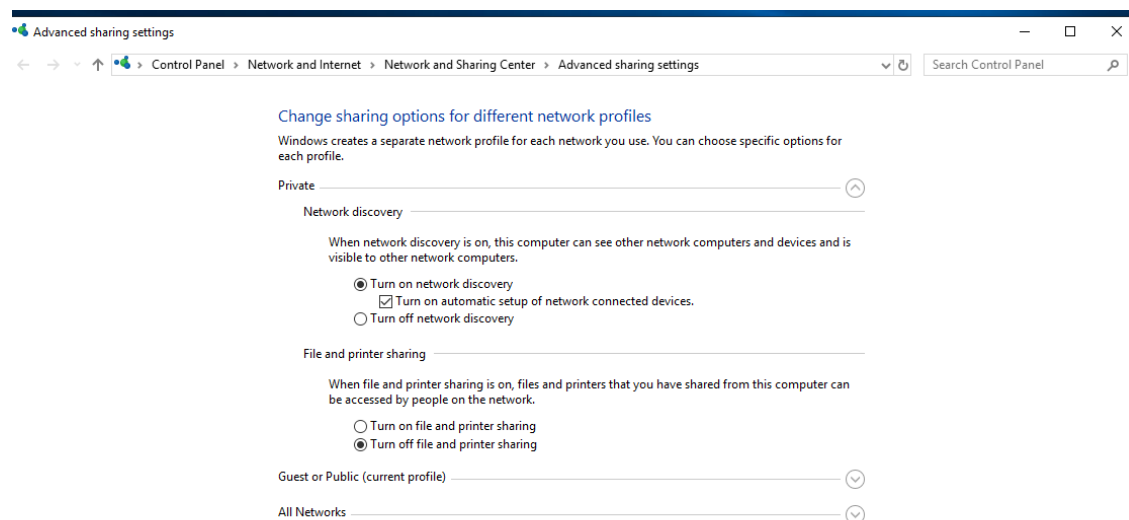 Advanced sharing settings
Control Panel > Network and Internet > Network and Sharing Center > Advanced sharing settings
Search Control Panel
Change sharing options for different network profiles
Windows creates a separate network profile for each network you use. You can choose specific options for
each profile.
Private
Network discovery
When network discovery is on, this computer can see other network computers and devices and is
visible to other network computers.
Turn on network discovery
Turn on automatic setup of network connected devices.
Turn off network discovery
File and printer sharing
When file and printer sharing is on, files and printers that you have shared from this computer can
be accessed by people on the network.
Turn on file and printer sharing
Turn off file and printer sharing
Guest or Public (current profile)
All Networks